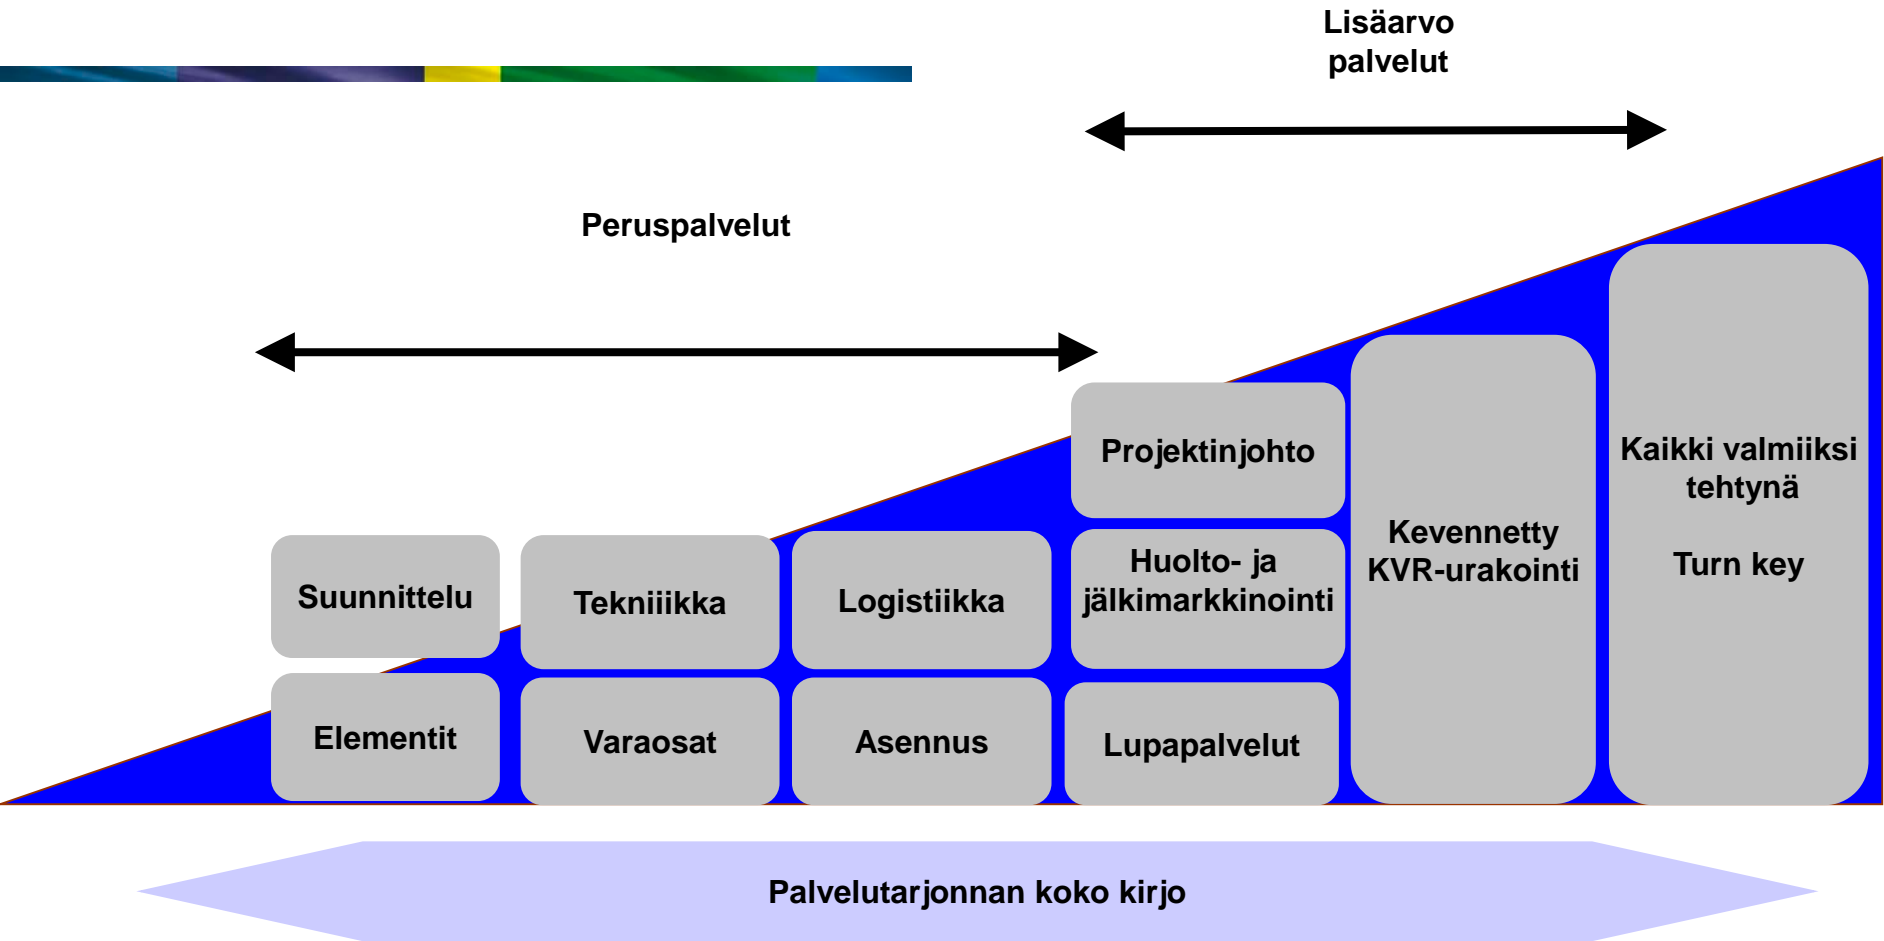 Lisäarvo
palvelut
Peruspalvelut
Projektinjohto
Kaikki valmiiksi
tehtynä
Turn key
Kevennetty
KVR-urakointi
Huolto- ja
jälkimarkkinointi
Suunnittelu
Tekniiikka
Logistiikka
Elementit
Varaosat
Asennus
Lupapalvelut
Palvelutarjonnan koko kirjo